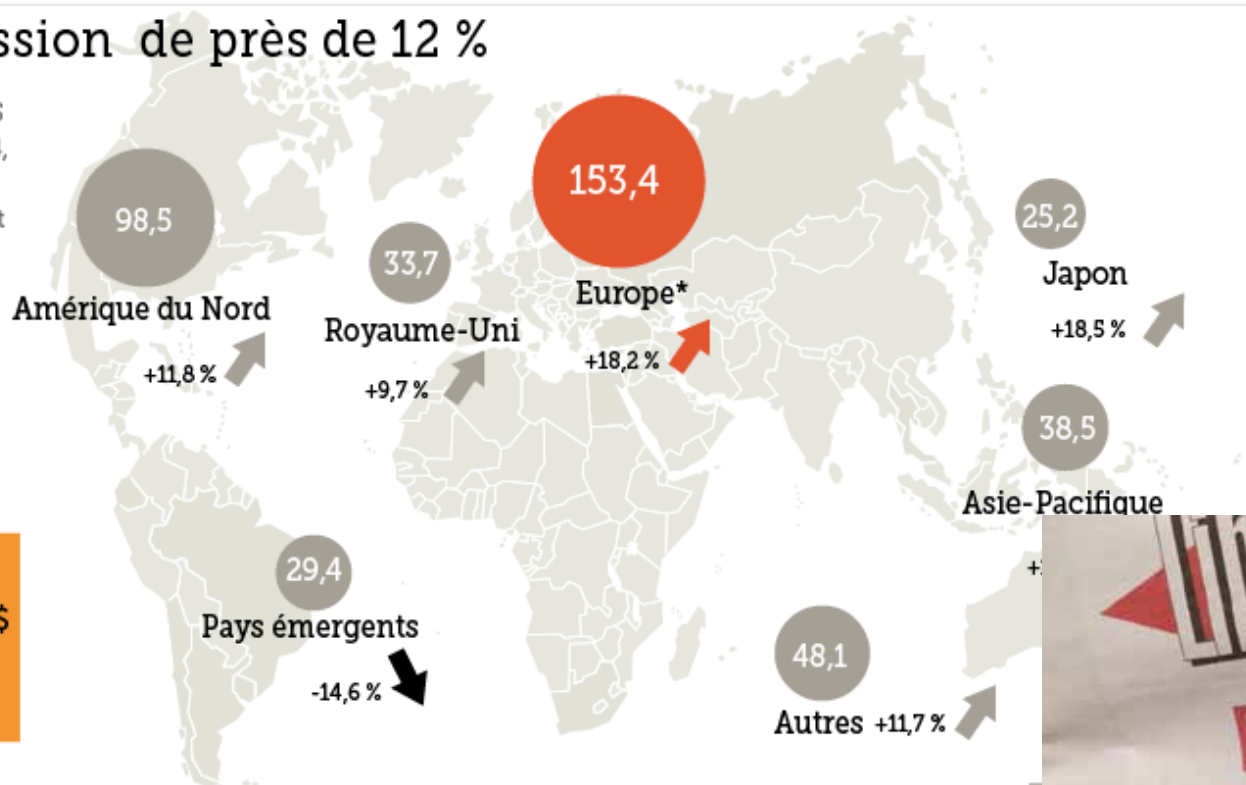 de près de 12 %
98,5
Amérique du Nord
+11,8 %
33,7
Royaume-Uni
+9,7 %
153,4
Europe*
+18,2 %
25,2
Japon
+18,5 %
38,5
Asie-Pacifique
29,4
Pays émergents
-14,6 %
48,1
Autres +11,7 %
$